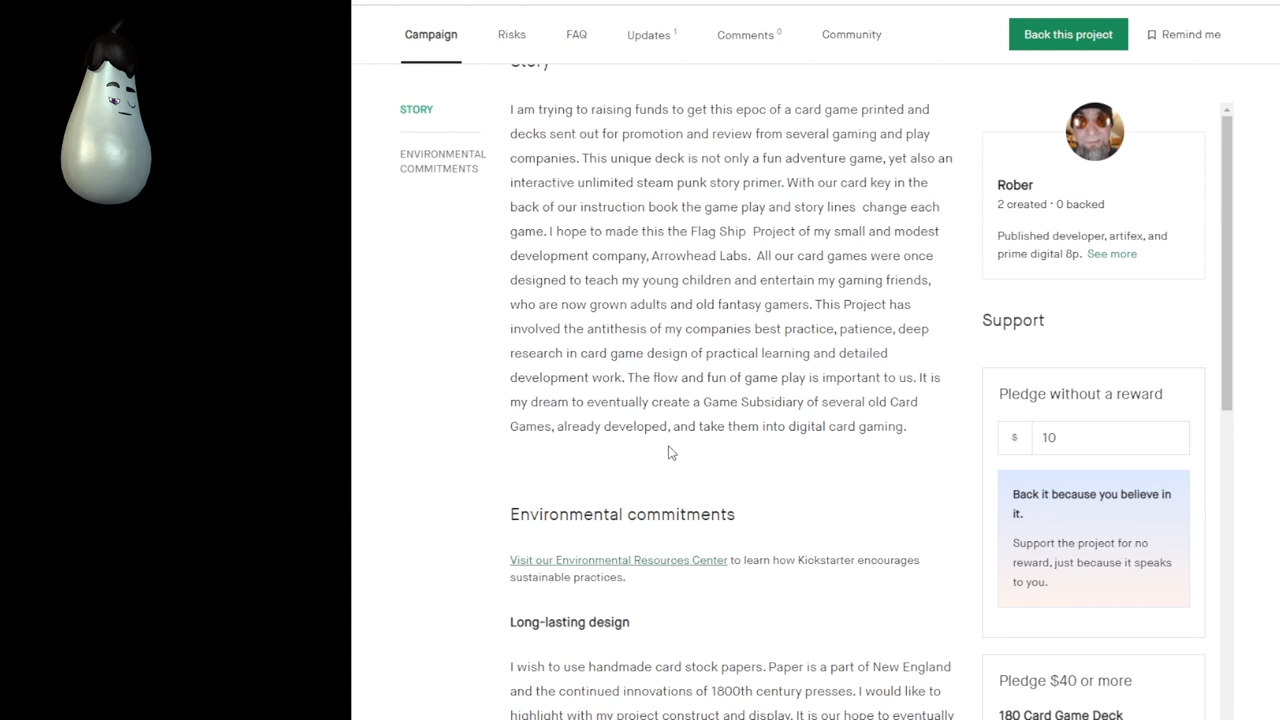 Campaign
Risks
FAQ
Updates 1
Comments 0
Community
Back this project
Remind me
Story
STORY
ENVIRONMENTAL
COMMITMENTS
I am trying to raising funds to get this epoc of a card game printed and
decks sent out for promotion and review from several gaming and play
companies. This unique deck is not only a fun adventure game, yet also an
interactive unlimited steam punk story primer. With our card key in the
back of our instruction book the game play and story lines change each
game. I hope to made this the Flag Ship Project of my small and modest
development company, Arrowhead Labs. All our card games were once
designed to teach my young children and entertain my gaming friends,
who are now grown adults and old fantasy gamers. This Project has
involved the antithesis of my companies best practice, patience, deep
research in card game design of practical learning and detailed
development work. The flow and fun of game play is important to us. It is
my dream to eventually create a Game Subsidiary of several old Card
Games, already developed, and take them into digital card gaming.
Environmental commitments
Visit our Environmental Resources Center to learn how Kickstarter encourages
sustainable practices.
Long-lasting design
I wish to use handmade card stock papers. Paper is a part of New England
and the continued innovations of 1800th century presses. I would like to
highlight with my project construct and display. It is our hope to eventually
Rober
2 created · 0 backed
Published developer, artifex, and
prime digital 8p. See more
Support
Pledge without a reward
$ 10
Back it because you believe in
it.
Support the project for no
reward, just because it speaks
to you.
Pledge $40 or more
180 Card Game Deck